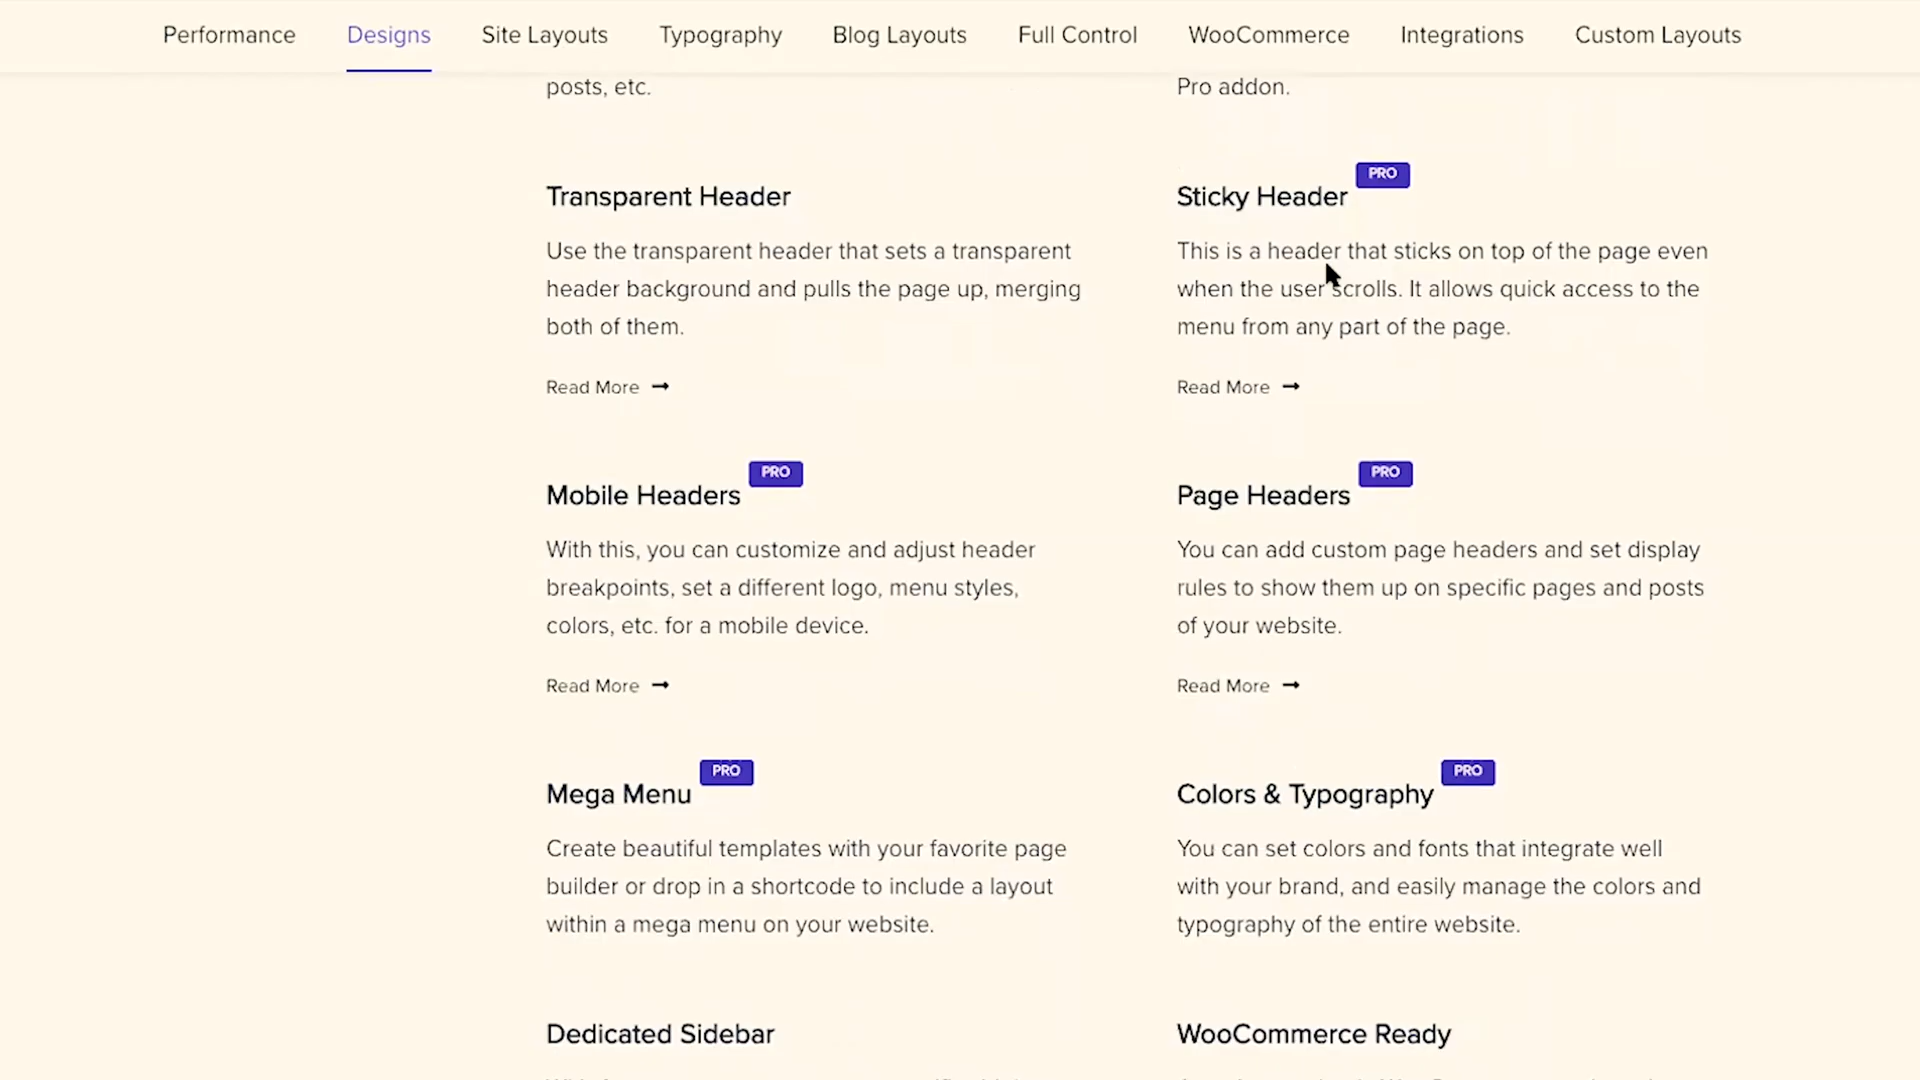 Performance Designs Site Layouts Typography Blog Layouts Full Control WooCommerce Integrations Custom Layouts
posts, etc.
Pro addon.
Transparent Header
Use the transparent header that sets a transparent
header background and pulls the page up, merging
both of them.
Read More
Sticky Header PRO
This is a header that sticks on top of the page even
when the user scrolls. It allows quick access to the
menu from any part of the page.
Read More
Mobile Headers PRO
With this, you can customize and adjust header
breakpoints, set a different logo, menu styles,
colors, etc. for a mobile device.
Read More
Page Headers PRO
You can add custom page headers and set display
rules to show them up on specific pages and posts
of your website.
Read More
Mega Menu PRO
Create beautiful templates with your favorite page
builder or drop in a shortcode to include a layout
within a mega menu on your website.
Colors & Typography PRO
You can set colors and fonts that integrate well
with your brand, and easily manage the colors and
typography of the entire website.
Dedicated Sidebar
WooCommerce Ready